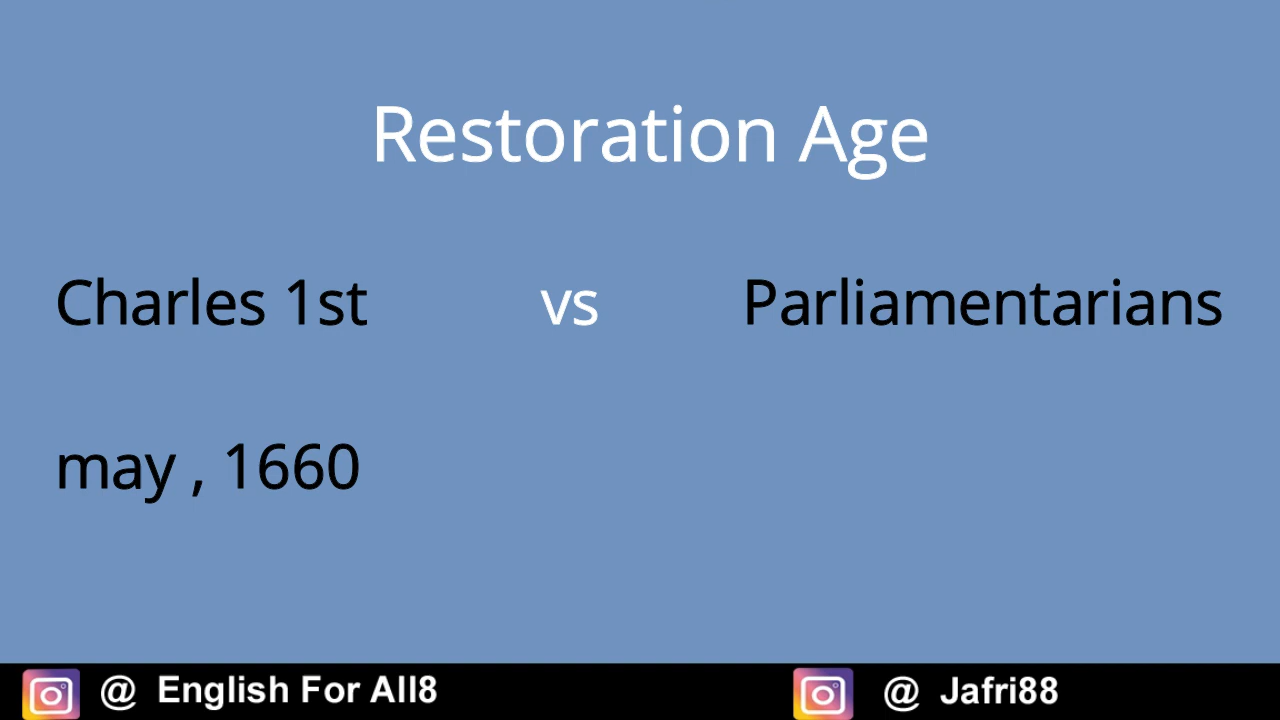 Restoration Age
Charles 1st vs Parliamentarians
may , 1660
@ English For All8 @ Jafri88